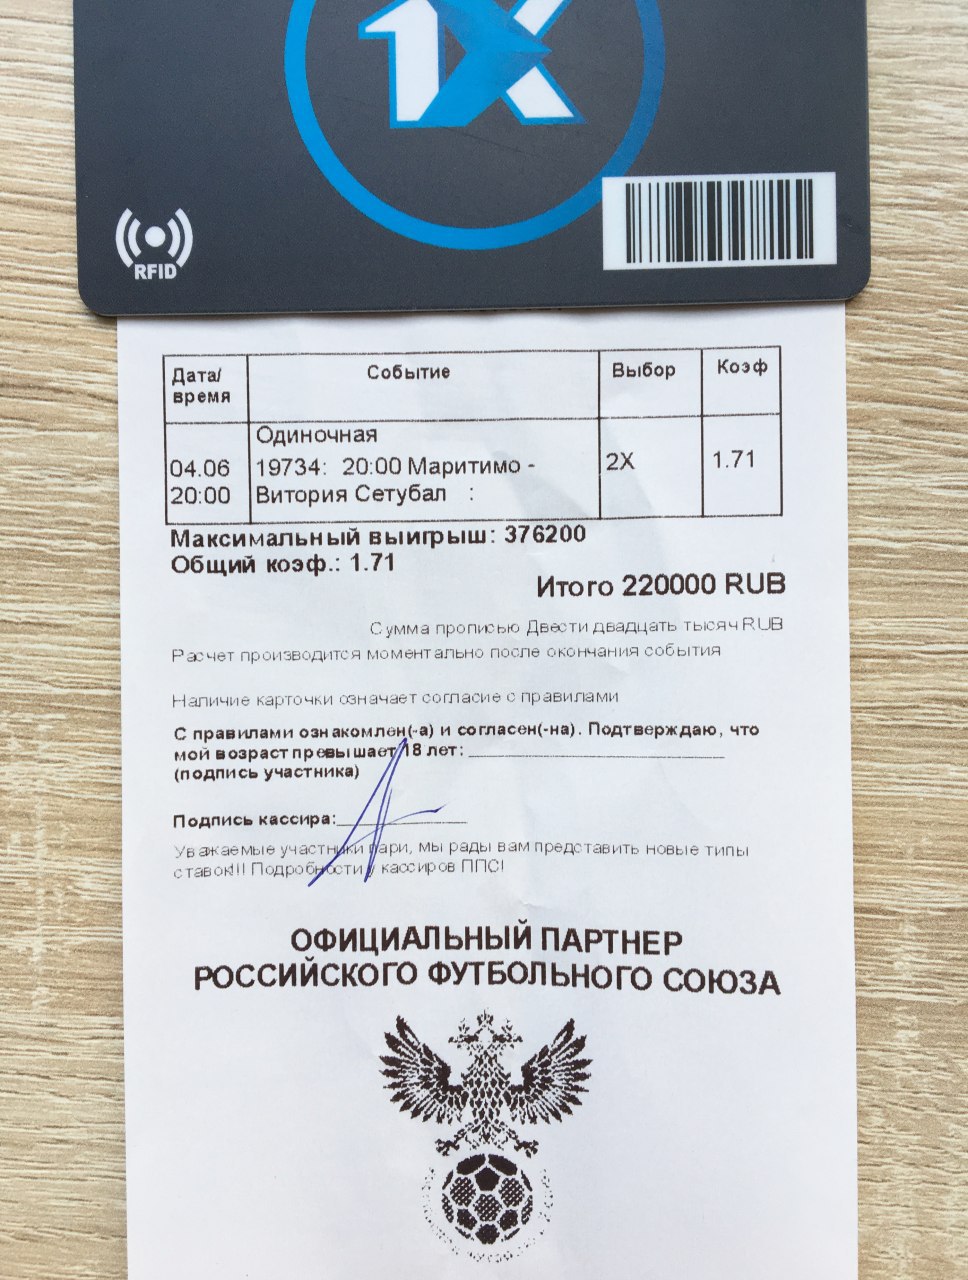 1X
RFID
Дата/ время
Событие
Выбор
Коэф
04.06 20:00
Одиночная
19734: 20:00 Маритимо -
Витория Сетубал :
2X
1.71
Максимальный выигрыш: 376200
Общий коэф.: 1.71
Итого 220000 RUB
Сумма прописью Двести двадцать тысяч RUB
Расчет производится моментально после окончания события
Наличие карточки означает согласие с правилами
С правилами ознакомлен(-а) и согласен(-на). Подтверждаю, что
мой возраст превышает 18 лет:
(подпись участника)
Подпись кассира:
Уважаемые участники пари, мы рады вам представить новые типы
ставок!!! Подробности у кассиров ППС!
ОФИЦИАЛЬНЫЙ ПАРТНЕР
РОССИЙСКОГО ФУТБОЛЬНОГО СОЮЗА